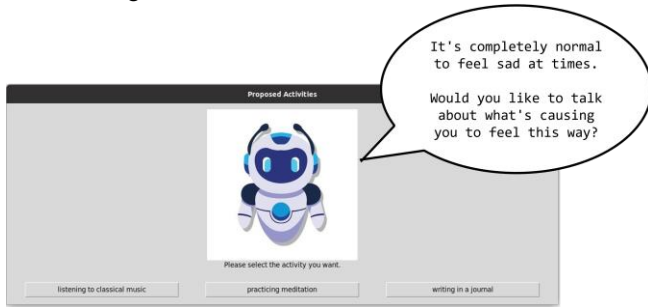 It's completely normal
to feel sad at times.
Would you like to talk
about what's causing
you to feel this way?
Proposed Activities
Please select the activity you want.
listening to classical music
practicing meditation
writing in a journal